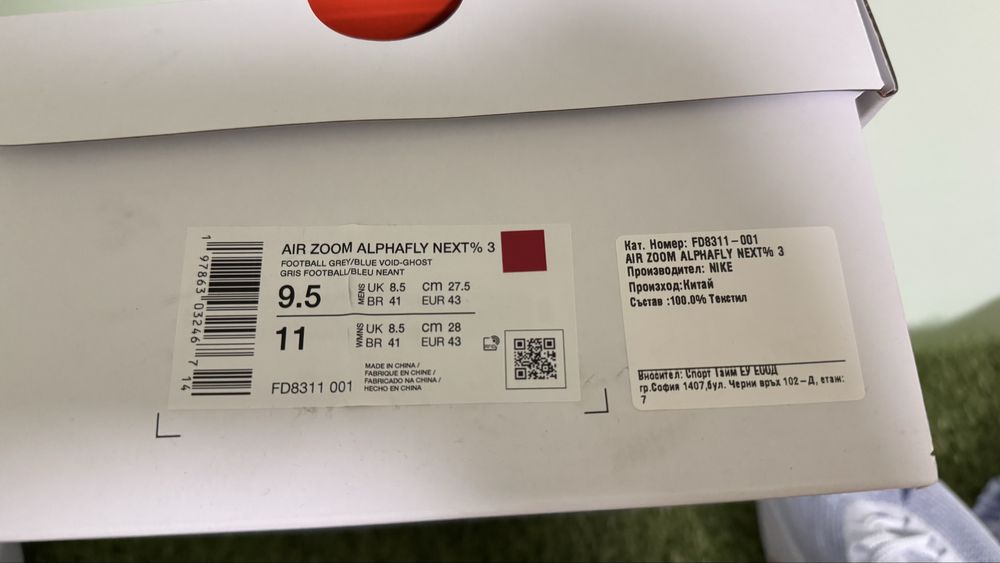 AIR ZOOM ALPHAFLY NEXT% 3
FOOTBALL GREY/BLUE VOID-GHOST
GRIS FOOTBALL/BLEU NEANT
9.5 MENS UK 8.5 CM 27.5
BR 41 EUR 43
11 WMNS UK 8.5 CM 28
BR 41 EUR 43
FD8311 001
MADE IN CHINA /
FABRIQUE EN CHINE /
FABRICADO NA CHINA /
HECHO EN CHINA
1 97863 03246 7 14
Кат. Номер: FD8311-001
AIR ZOOM ALPHAFLY NEXT% 3
Производител: NIKE
Произход:Китай
Състав :100.0% Текстил
Вносител: Спорт Тайм ЕУ ЕООД
гр.София 1407,бул. Черни връх 102-Д, етаж:
7